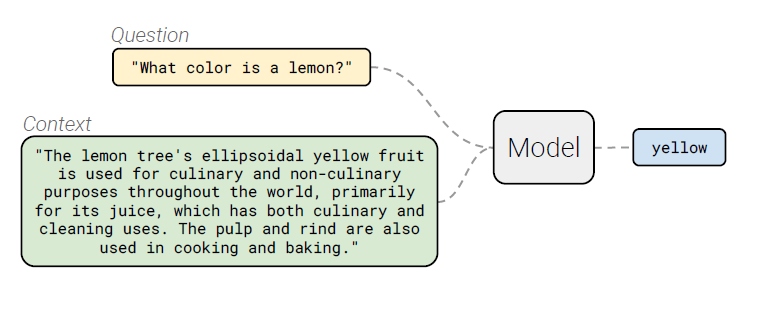 Question
"What color is a lemon?"
Context
"The lemon tree's ellipsoidal yellow fruit
is used for culinary and non-culinary
purposes throughout the world, primarily
for its juice, which has both culinary and
cleaning uses. The pulp and rind are also
used in cooking and baking."
Model
yellow